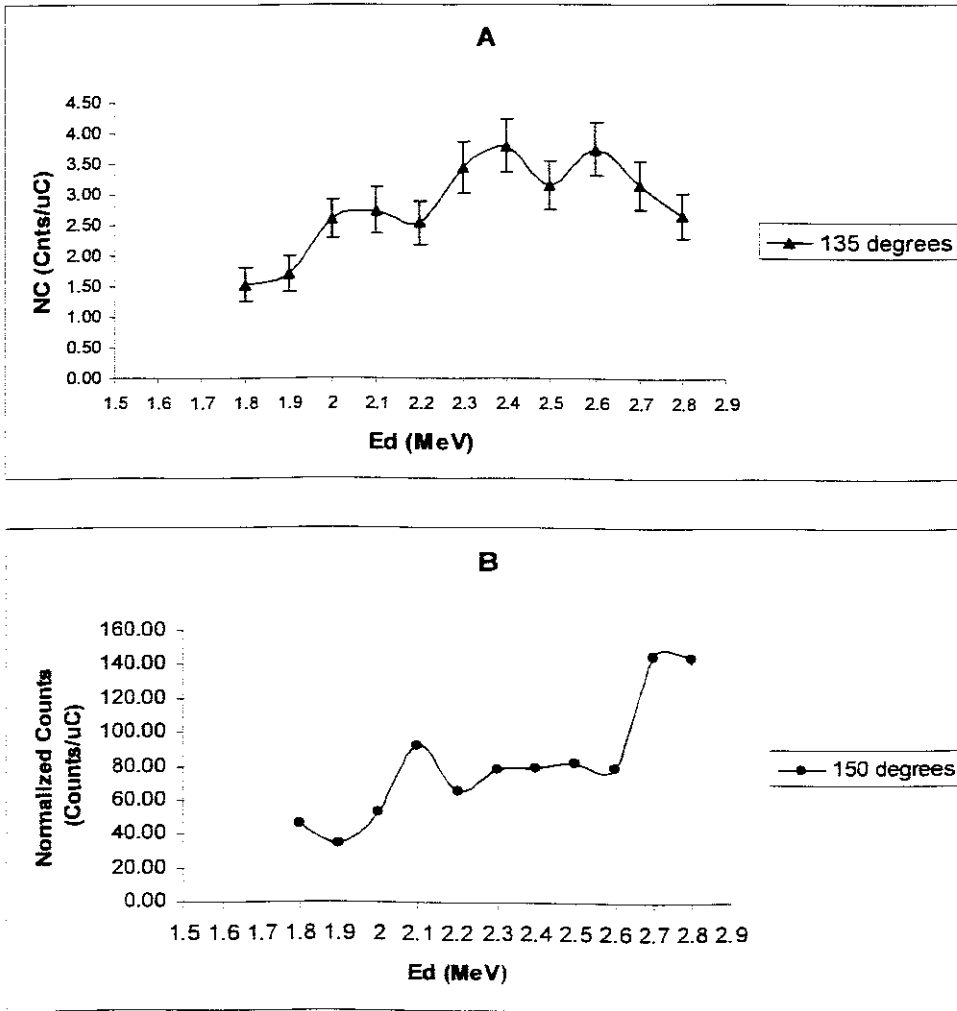 A
4.50
4.00
3.50
3.00
2.50
2.00
1.50
1.00
0.50
0.00
NC (Cnts/uC)
1.5 1.6 1.7 1.8 1.9 2 2.1 2.2 2.3 2.4 2.5 2.6 2.7 2.8 2.9
Ed (MeV)
135 degrees
B
160.00
140.00
120.00
100.00
80.00
60.00
40.00
20.00
0.00
Normalized Counts
(Counts/uC)
1.5 1.6 1.7 1.8 1.9 2 2.1 2.2 2.3 2.4 2.5 2.6 2.7 2.8 2.9
Ed (MeV)
150 degrees